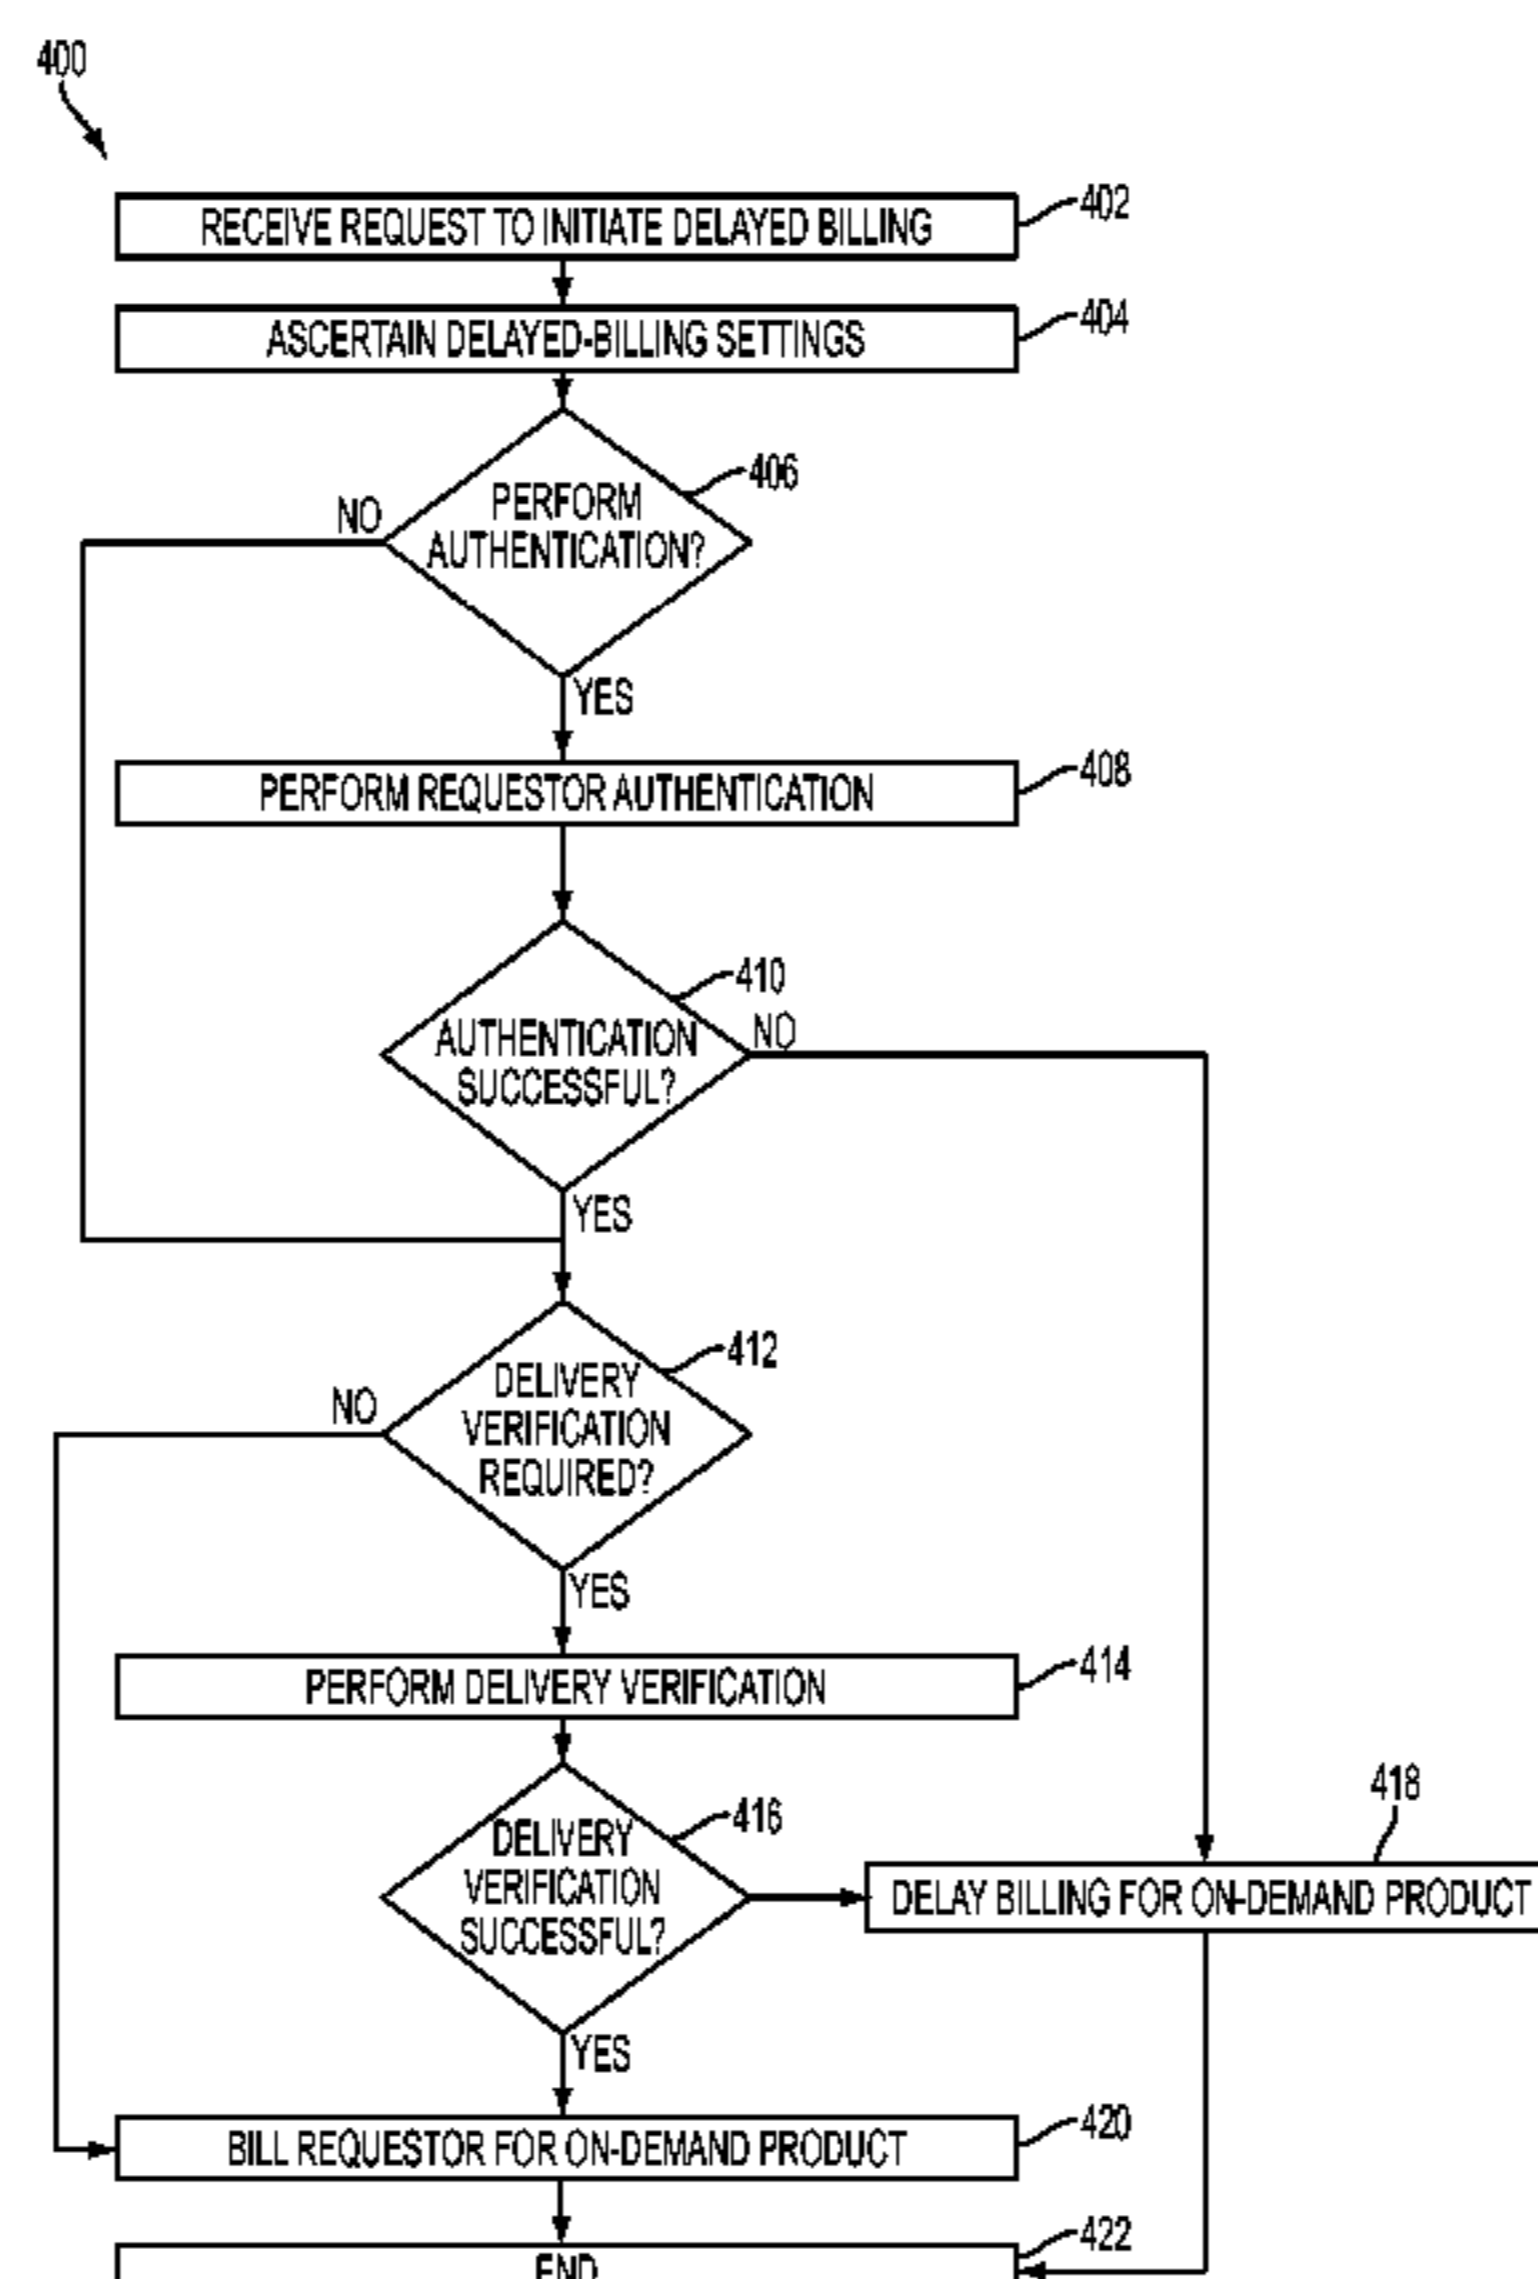 400
RECEIVE REQUEST TO INITIATE DELAYED BILLING
402
ASCERTAIN DELAYED-BILLING SETTINGS
404
406
PERFORM
AUTHENTICATION?
NO
YES
PERFORM REQUESTOR AUTHENTICATION
408
410
AUTHENTICATION
SUCCESSFUL?
NO
YES
412
DELIVERY
VERIFICATION
REQUIRED?
NO
YES
PERFORM DELIVERY VERIFICATION
414
416
DELIVERY
VERIFICATION
SUCCESSFUL?
418
DELAY BILLING FOR ON-DEMAND PRODUCT
YES
BILL REQUESTOR FOR ON-DEMAND PRODUCT
420
END
422